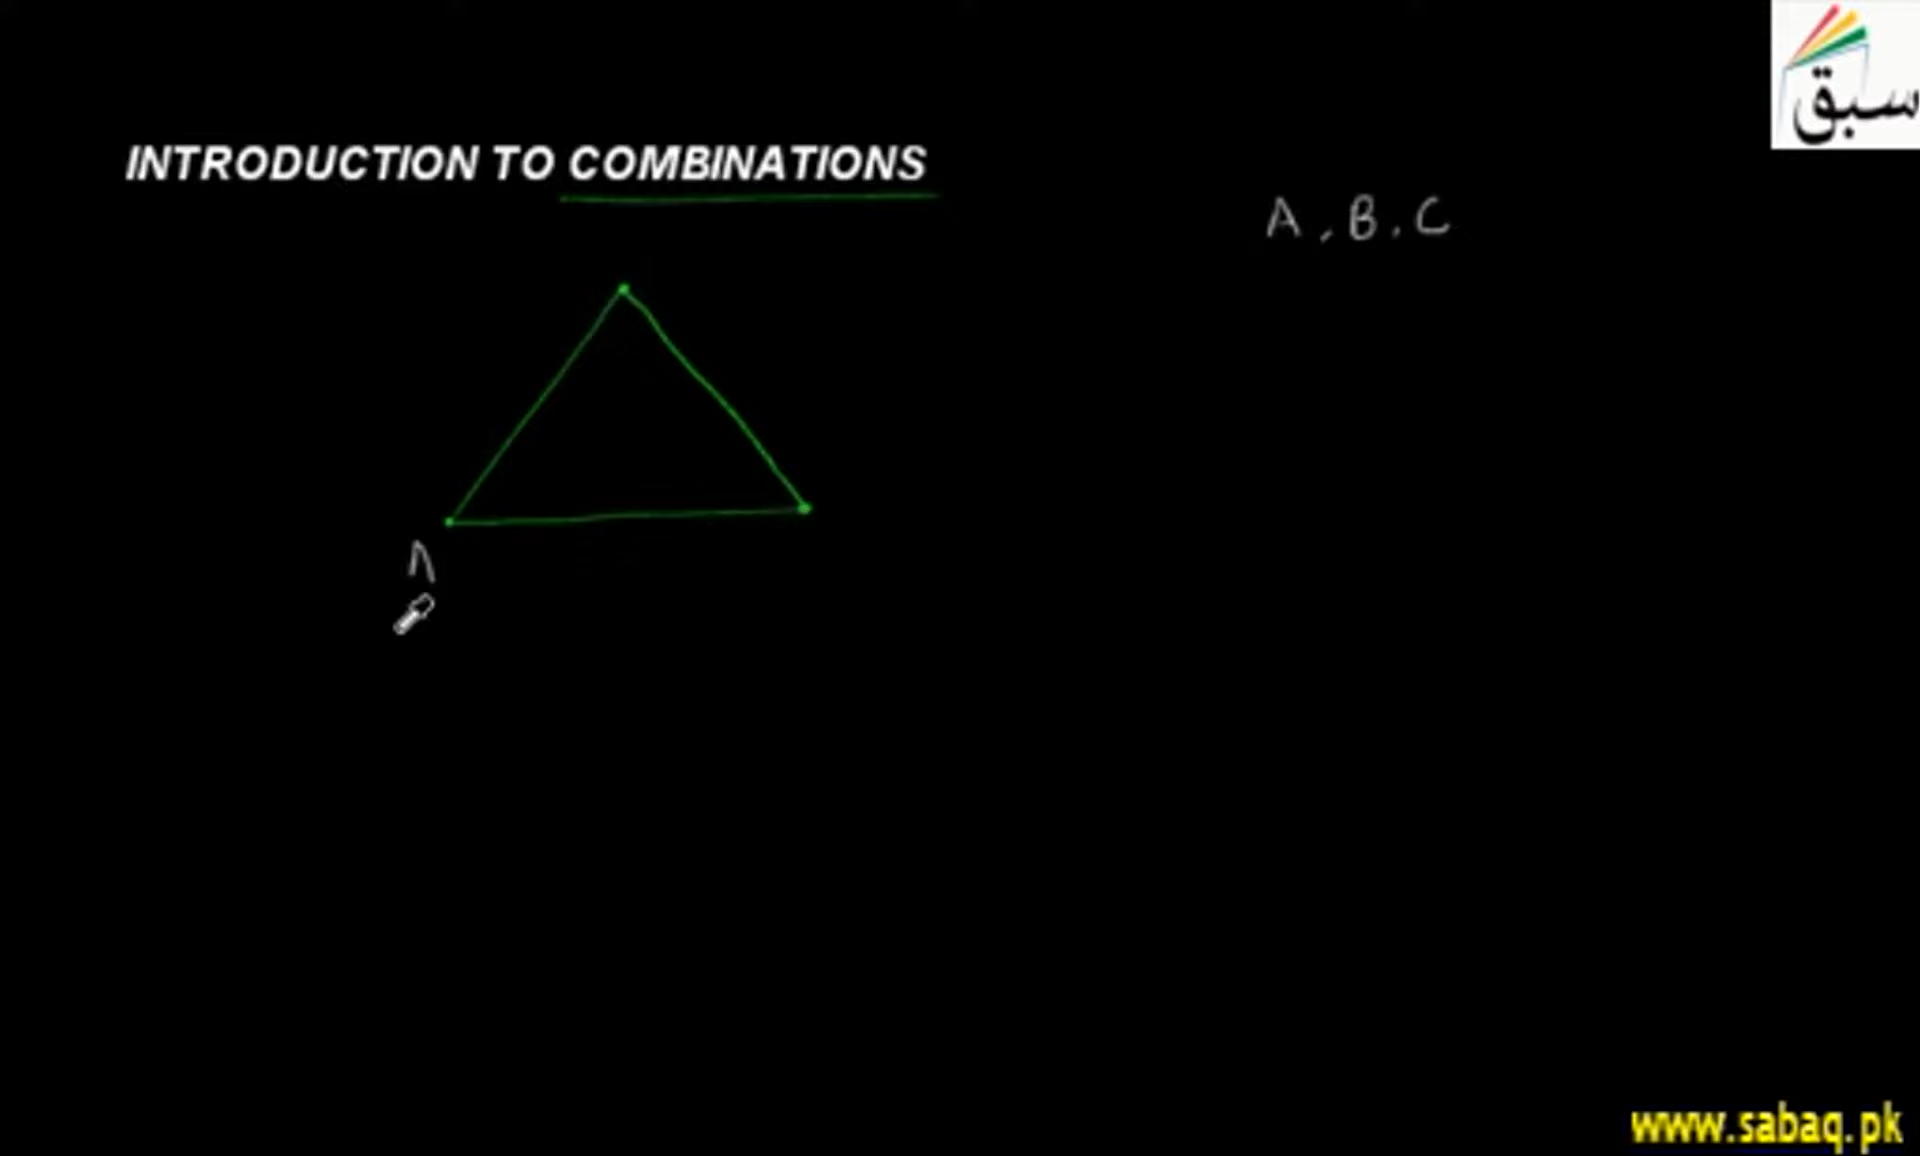 سبق
INTRODUCTION TO COMBINATIONS
A, B, C
www.sabaq.pk